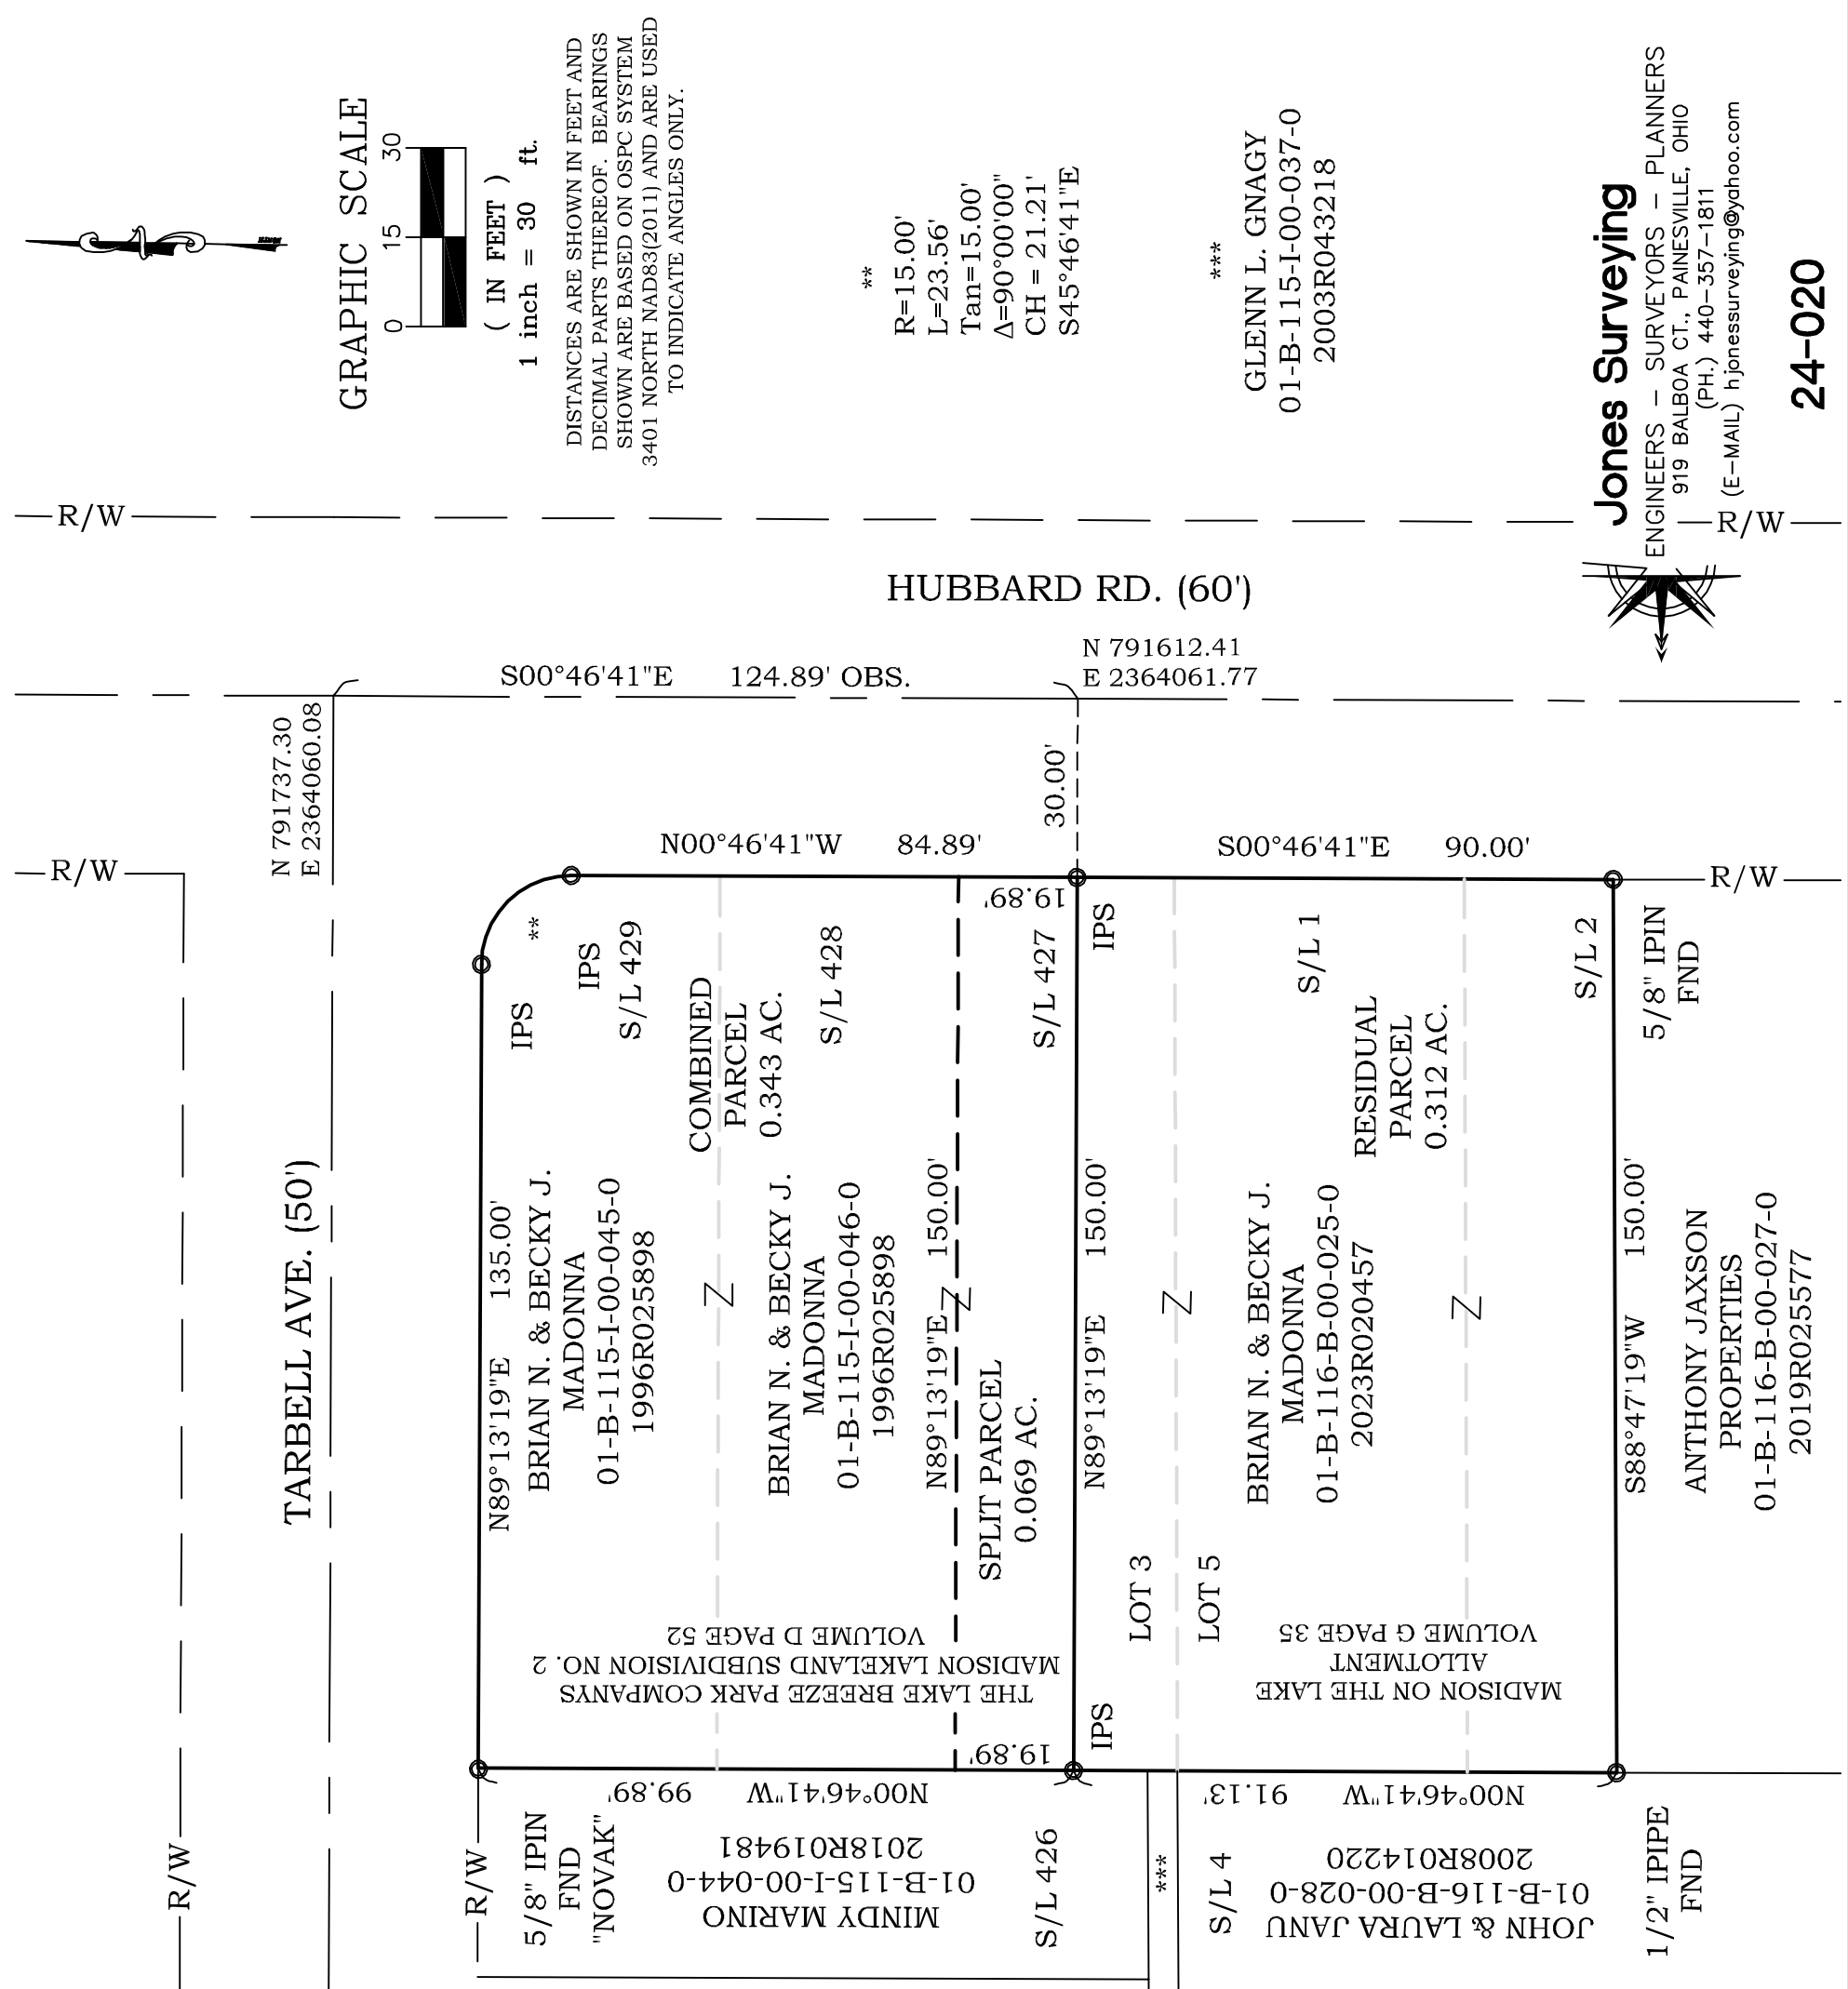 GRAPHIC SCALE
0 15 30
( IN FEET )
1 inch = 30 ft.
DISTANCES ARE SHOWN IN FEET AND
DECIMAL PARTS THEREOF. BEARINGS
SHOWN ARE BASED ON OSPC SYSTEM
3401 NORTH NAD83(2011) AND ARE USED
TO INDICATE ANGLES ONLY.
**
R=15.00'
L=23.56'
Tan=15.00'
Δ=90°00'00"
CH = 21.21'
S45°46'41"E
***
GLENN L. GNAGY
01-B-115-I-00-037-0
2003R043218
Jones Surveying
ENGINEERS - SURVEYORS - PLANNERS
919 BALBOA CT., PAINESVILLE, OHIO
(PH.) 440-357-1811
(E-MAIL) hjonessurveying@yahoo.com
24-020
R/W
R/W
HUBBARD RD. (60')
S00°46'41"E 124.89' OBS.
N 791612.41
E 2364061.77
N 791737.30
E 2364060.08
30.00'
R/W
N00°46'41"W 84.89'
S00°46'41"E 90.00'
R/W
19.89'
**
IPS
IPS
S/L 429
S/L 428
S/L 427
IPS
S/L 1
S/L 2
5/8" IPIN
FND
COMBINED
PARCEL
0.343 AC.
RESIDUAL
PARCEL
0.312 AC.
TARBELL AVE. (50')
N89°13'19"E 135.00'
BRIAN N. & BECKY J.
MADONNA
01-B-115-I-00-045-0
1996R025898
BRIAN N. & BECKY J.
MADONNA
01-B-115-I-00-046-0
1996R025898
N89°13'19"E 150.00'
SPLIT PARCEL
0.069 AC.
N89°13'19"E 150.00'
BRIAN N. & BECKY J.
MADONNA
01-B-116-B-00-025-0
2023R020457
S88°47'19"W 150.00'
ANTHONY JAXSON
PROPERTIES
01-B-116-B-00-027-0
2019R025577
LOT 3
LOT 5
THE LAKE BREEZE PARK COMPANYS
MADISON LAKELAND SUBDIVISION NO. 2
VOLUME D PAGE 52
MADISON ON THE LAKE
ALLOTMENT
VOLUME G PAGE 35
IPS
19.89'
N00°46'41"W 99.89'
N00°46'41"W 91.13'
R/W
R/W
5/8" IPIN
FND
"NOVAK"
MINDY MARINO
01-B-115-I-00-044-0
2018R019481
S/L 426
***
S/L 4
JOHN & LAURA JANU
01-B-116-B-00-028-0
2008R014220
1/2" IPIPE
FND